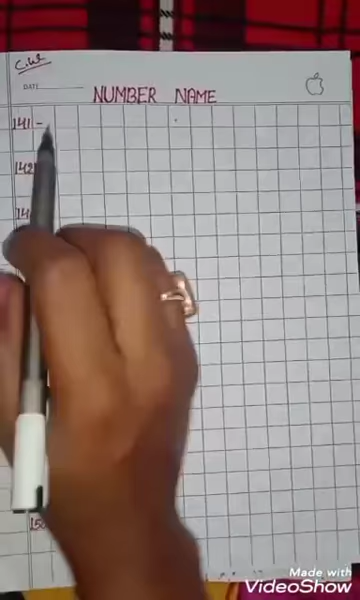 C.W
DATE
NUMBER NAME
141 -
142
Made with
VideoShow